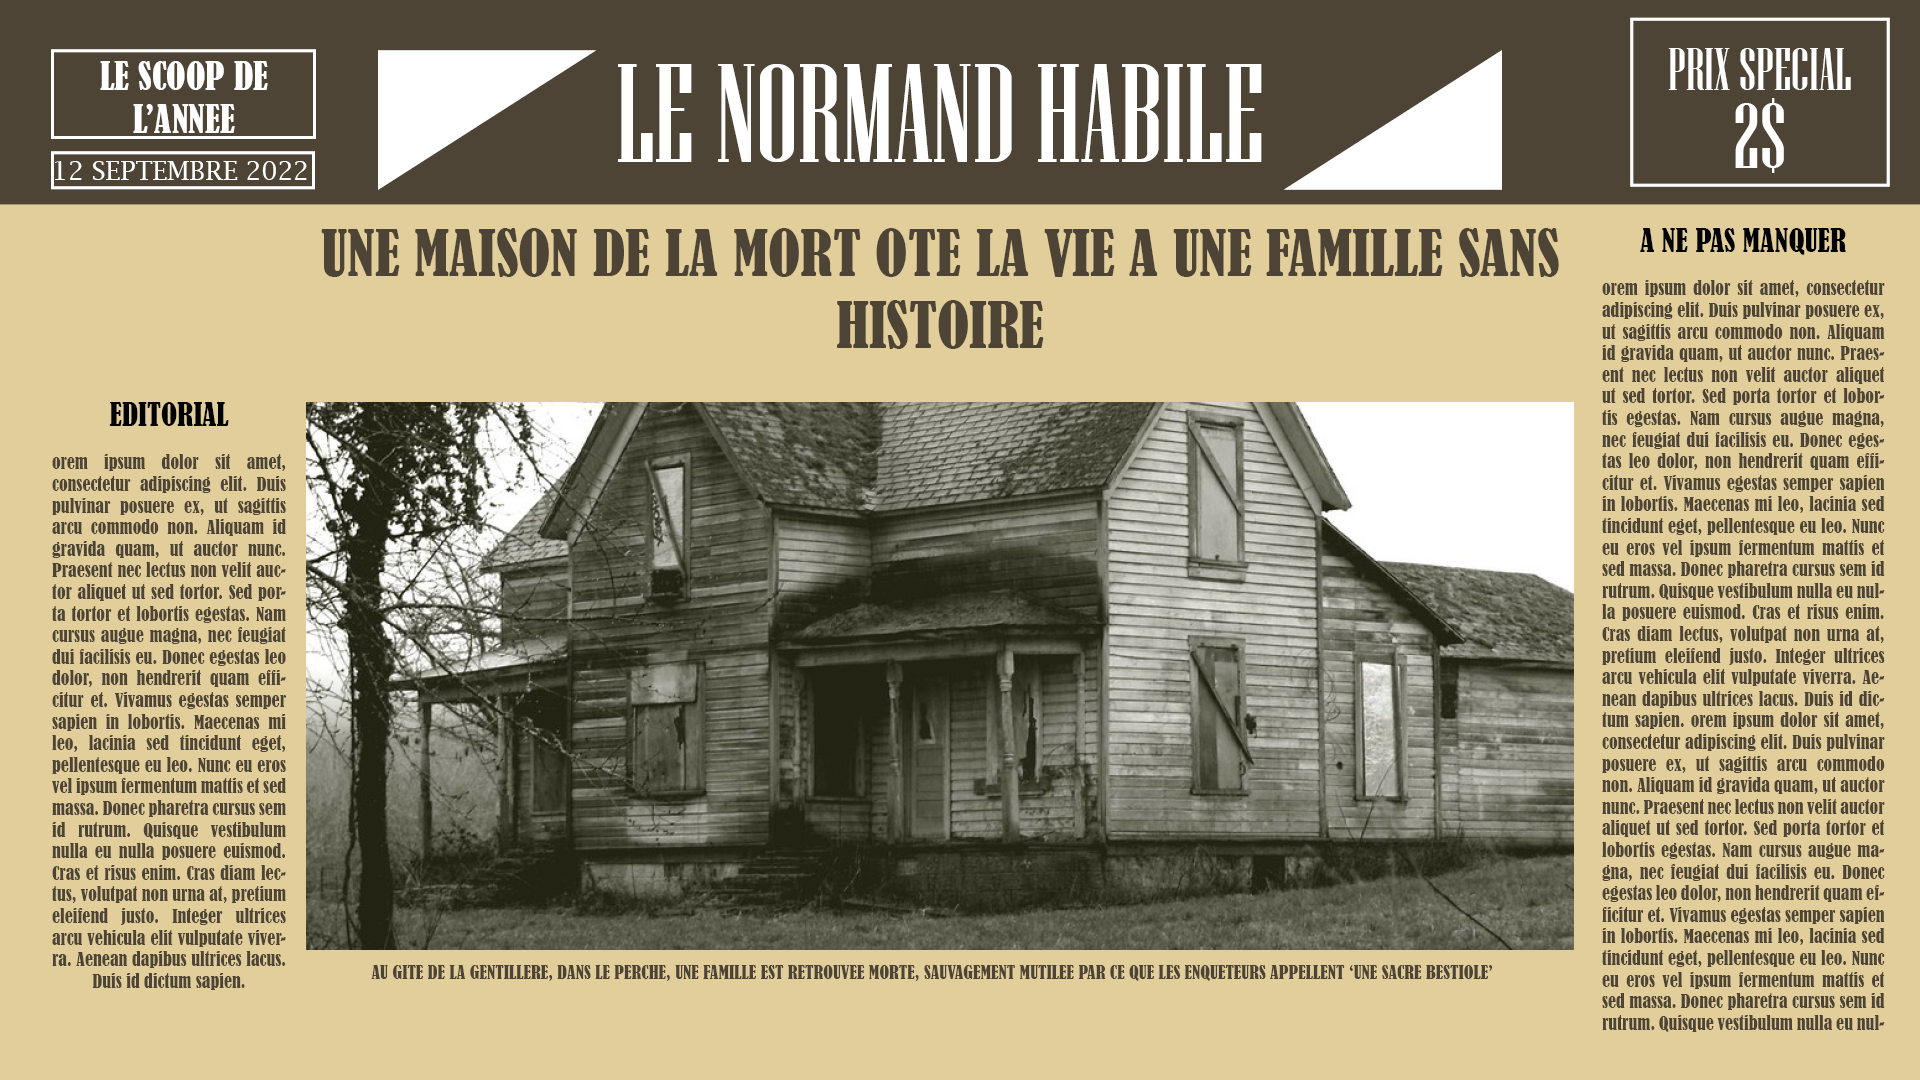 LE SCOOP DE
L’ANNEE
12 SEPTEMBRE 2022
LE NORMAND HABILE
PRIX SPECIAL
2$
UNE MAISON DE LA MORT OTE LA VIE A UNE FAMILLE SANS
HISTOIRE
EDITORIAL
orem ipsum dolor sit amet,
consectetur adipiscing elit. Duis
pulvinar posuere ex, ut sagittis
arcu commodo non. Aliquam id
gravida quam, ut auctor nunc.
Praesent nec lectus non velit auc-
tor aliquet ut sed tortor. Sed por-
ta tortor et lobortis egestas. Nam
cursus augue magna, nec feugiat
dui facilisis eu. Donec egestas leo
dolor, non hendrerit quam effi-
citur et. Vivamus egestas semper
sapien in lobortis. Maecenas mi
leo, lacinia sed tincidunt eget,
pellentesque eu leo. Nunc eu eros
vel ipsum fermentum mattis et sed
massa. Donec pharetra cursus sem
id rutrum. Quisque vestibulum
nulla eu nulla posuere euismod.
Cras et risus enim. Cras diam lec-
tus, volutpat non urna at, pretium
eleifend justo. Integer ultrices
arcu vehicula elit vulputate viver-
ra. Aenean dapibus ultrices lacus.
Duis id dictum sapien.
AU GITE DE LA GENTILLERE, DANS LE PERCHE, UNE FAMILLE EST RETROUVEE MORTE, SAUVAGEMENT MUTILEE PAR CE QUE LES ENQUETEURS APPELLENT ‘UNE SACRE BESTIOLE’
A NE PAS MANQUER
orem ipsum dolor sit amet, consectetur
adipiscing elit. Duis pulvinar posuere ex,
ut sagittis arcu commodo non. Aliquam
id gravida quam, ut auctor nunc. Praes-
ent nec lectus non velit auctor aliquet
ut sed tortor. Sed porta tortor et lobor-
tis egestas. Nam cursus augue magna,
nec feugiat dui facilisis eu. Donec eges-
tas leo dolor, non hendrerit quam effi-
citur et. Vivamus egestas semper sapien
in lobortis. Maecenas mi leo, lacinia sed
tincidunt eget, pellentesque eu leo. Nunc
eu eros vel ipsum fermentum mattis et
sed massa. Donec pharetra cursus sem id
rutrum. Quisque vestibulum nulla eu nul-
la posuere euismod. Cras et risus enim.
Cras diam lectus, volutpat non urna at,
pretium eleifend justo. Integer ultrices
arcu vehicula elit vulputate viverra. Ae-
nean dapibus ultrices lacus. Duis id dic-
tum sapien. orem ipsum dolor sit amet,
consectetur adipiscing elit. Duis pulvinar
posuere ex, ut sagittis arcu commodo
non. Aliquam id gravida quam, ut auctor
nunc. Praesent nec lectus non velit auctor
aliquet ut sed tortor. Sed porta tortor et
lobortis egestas. Nam cursus augue ma-
gna, nec feugiat dui facilisis eu. Donec
egestas leo dolor, non hendrerit quam ef-
ficitur et. Vivamus egestas semper sapien
in lobortis. Maecenas mi leo, lacinia sed
tincidunt eget, pellentesque eu leo. Nunc
eu eros vel ipsum fermentum mattis et
sed massa. Donec pharetra cursus sem id
rutrum. Quisque vestibulum nulla eu nul-